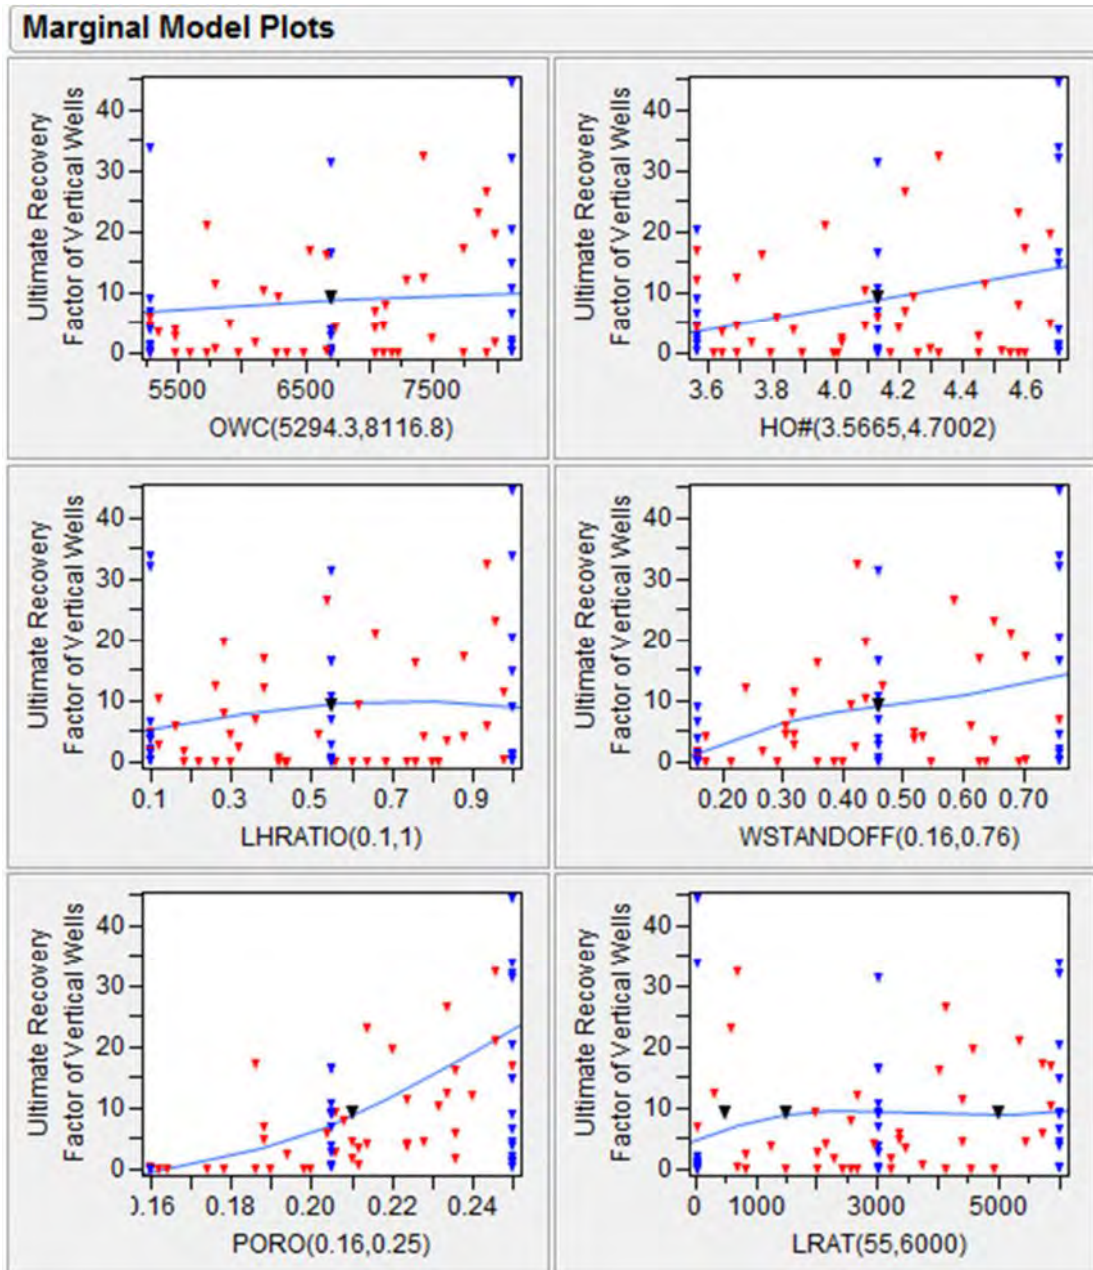 Marginal Model Plots
Ultimate Recovery
Factor of Vertical Wells
40
30
20
10
0
5500 6500 7500
OWC(5294.3,8116.8)
Ultimate Recovery
Factor of Vertical Wells
40
30
20
10
0
3.6 3.8 4.0 4.2 4.4 4.6
HO#(3.5665,4.7002)
Ultimate Recovery
Factor of Vertical Wells
40
30
20
10
0
0.1 0.3 0.5 0.7 0.9
LHRATIO(0.1,1)
Ultimate Recovery
Factor of Vertical Wells
40
30
20
10
0
0.20 0.30 0.40 0.50 0.60 0.70
WSTANDOFF(0.16,0.76)
Ultimate Recovery
Factor of Vertical Wells
40
30
20
10
0
).16 0.18 0.20 0.22 0.24
PORO(0.16,0.25)
Ultimate Recovery
Factor of Vertical Wells
40
30
20
10
0
0 1000 3000 5000
LRAT(55,6000)